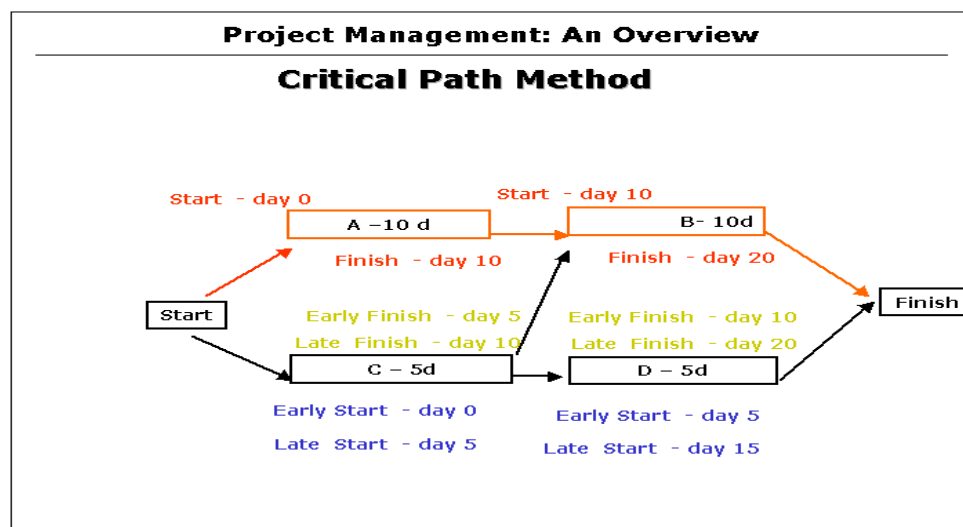 Project Management: An Overview
Critical Path Method
Start - day 0
Start - day 10
A –10 d
B- 10d
Finish - day 10
Finish - day 20
Start
Finish
Early Finish - day 5
Early Finish - day 10
Late Finish - day 10
Late Finish - day 20
C – 5d
D – 5d
Early Start - day 0
Early Start - day 5
Late Start - day 5
Late Start - day 15